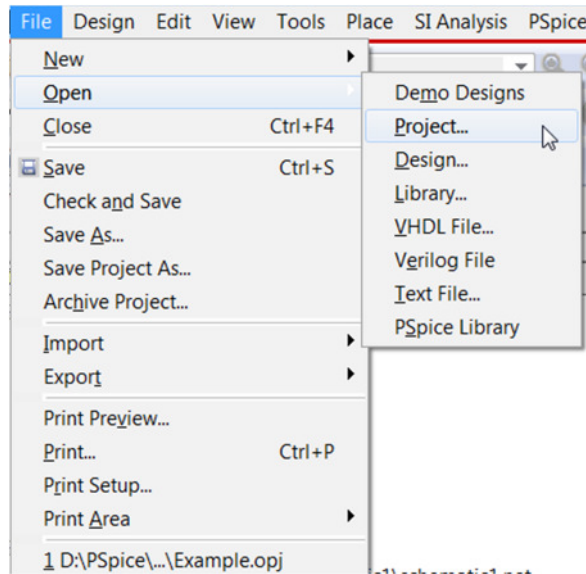 File Design Edit View Tools Place SI Analysis PSpice
New
Open
Close Ctrl+F4
Save Ctrl+S
Check and Save
Save As...
Save Project As...
Archive Project...
Import
Export
Print Preview...
Print... Ctrl+P
Print Setup...
Print Area
1 D:\PSpice\...\Example.opj
Demo Designs
Project...
Design...
Library...
VHDL File...
Verilog File
Text File...
PSpice Library